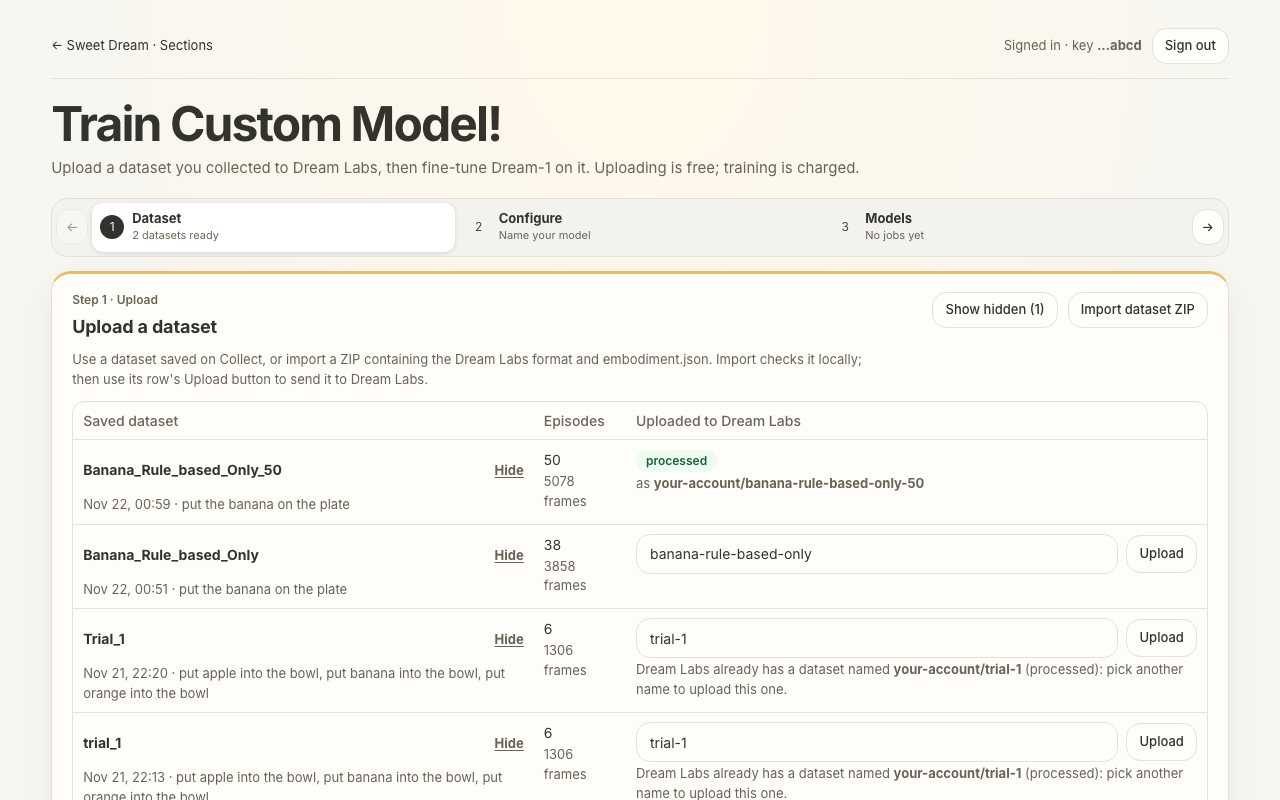 ← Sweet Dream · Sections
Signed in · key …abcd
Sign out
Train Custom Model!
Upload a dataset you collected to Dream Labs, then fine-tune Dream-1 on it. Uploading is free; training is charged.
←
1
Dataset
2 datasets ready
2
Configure
Name your model
3
Models
No jobs yet
→
Step 1 · Upload
Upload a dataset
Show hidden (1)
Import dataset ZIP
Use a dataset saved on Collect, or import a ZIP containing the Dream Labs format and embodiment.json. Import checks it locally;
then use its row's Upload button to send it to Dream Labs.
Saved dataset
Episodes
Uploaded to Dream Labs
Banana_Rule_based_Only_50
Hide
Nov 22, 00:59 · put the banana on the plate
50
5078
frames
processed
as your-account/banana-rule-based-only-50
Banana_Rule_based_Only
Hide
Nov 22, 00:51 · put the banana on the plate
38
3858
frames
banana-rule-based-only
Upload
Trial_1
Hide
Nov 21, 22:20 · put apple into the bowl, put banana into the bowl, put
orange into the bowl
6
1306
frames
trial-1
Upload
Dream Labs already has a dataset named your-account/trial-1 (processed): pick another
name to upload this one.
trial_1
Hide
Nov 21, 22:13 · put apple into the bowl, put banana into the bowl, put
orange into the bowl
6
1306
frames
trial-1
Upload
Dream Labs already has a dataset named your-account/trial-1 (processed): pick another
name to upload this one.